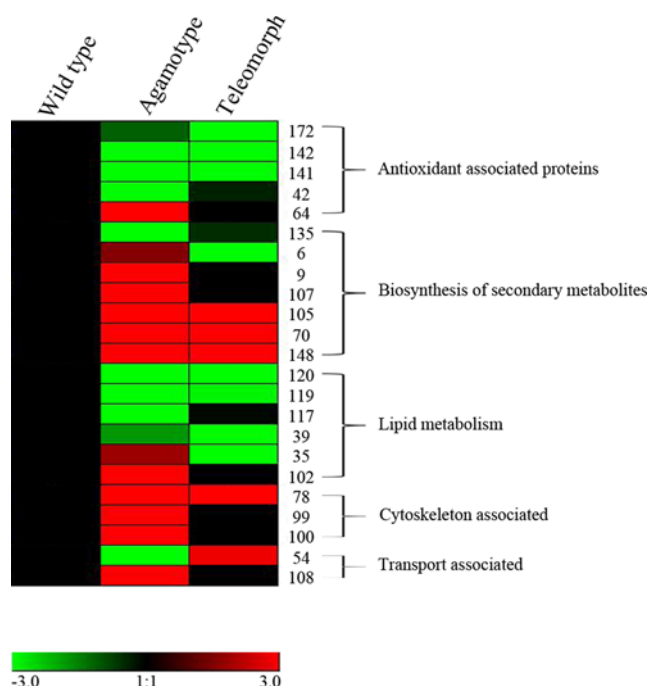 Wild type
Agamotype
Teleomorph
172
142
141
42
64
Antioxidant associated proteins
135
6
9
107
105
70
148
Biosynthesis of secondary metabolites
120
119
117
39
35
102
Lipid metabolism
78
99
100
Cytoskeleton associated
54
108
Transport associated
-3.0 1:1 3.0